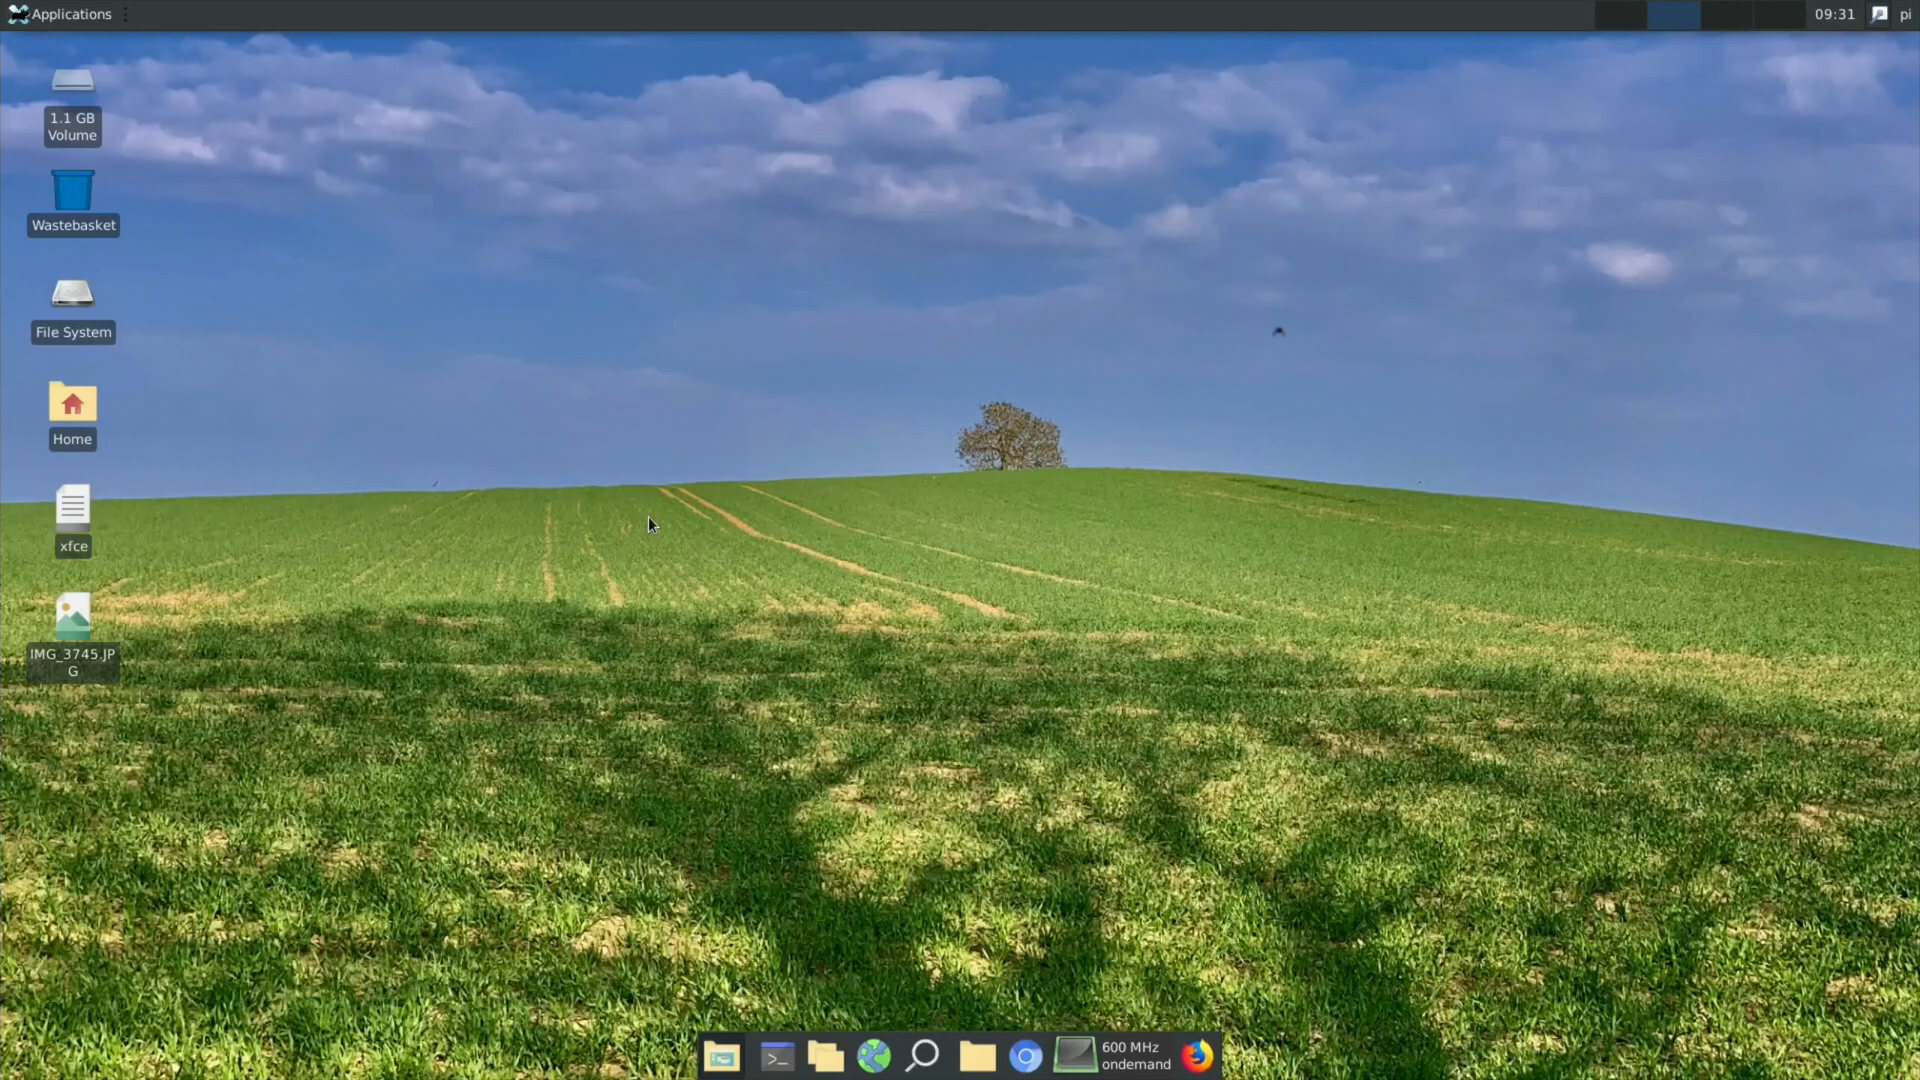 Applications
09:31
pi
1.1 GB
Volume
Wastebasket
File System
Home
xfce
IMG_3745.JP
G
600 MHz
ondemand